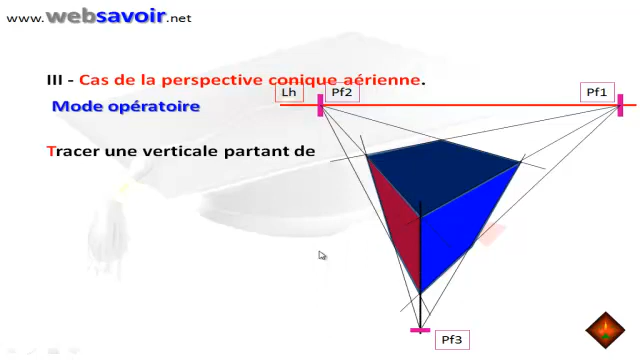 www.websavoir.net
III - Cas de la perspective conique aérienne.
Lh Pf2 Pf1
Mode opératoire
Tracer une verticale partant de
Pf3